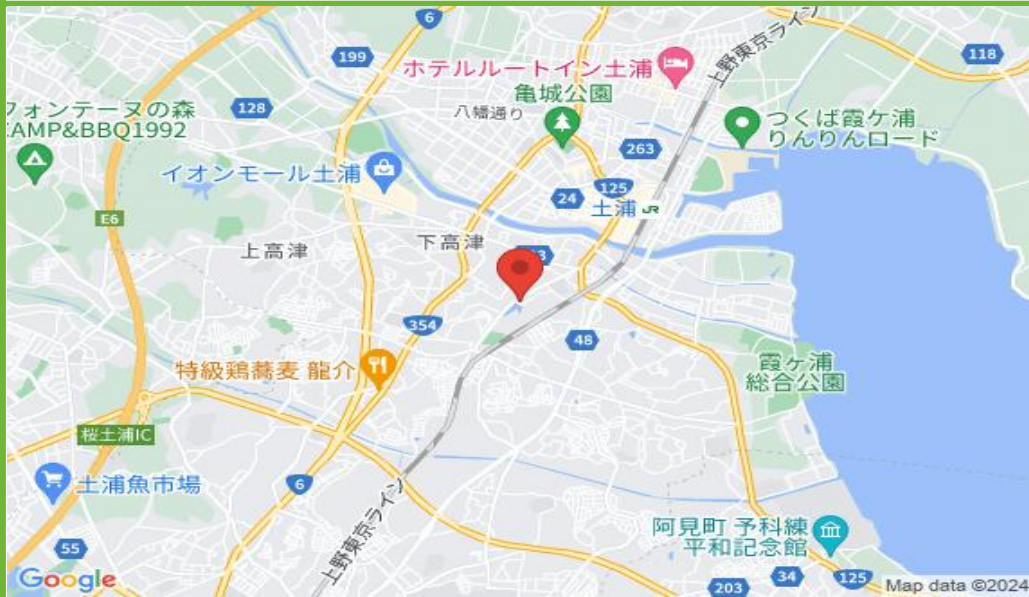 6
上野東京ライン
118
199
ホテルルートイン土浦
フォンテーヌの森
CAMP&BBQ1992
128
八幡通り
亀城公園
つくば霞ケ浦
りんりんロード
263
イオンモール土浦
125
24
土浦 JR
E6
上高津
下高津
354
48
特級鶏蕎麦 龍介
霞ヶ浦
総合公園
桜土浦IC
土浦魚市場
6
上野東京ライン
阿見町 予科練
平和記念館
55
Google
203
34
125
Map data ©2024